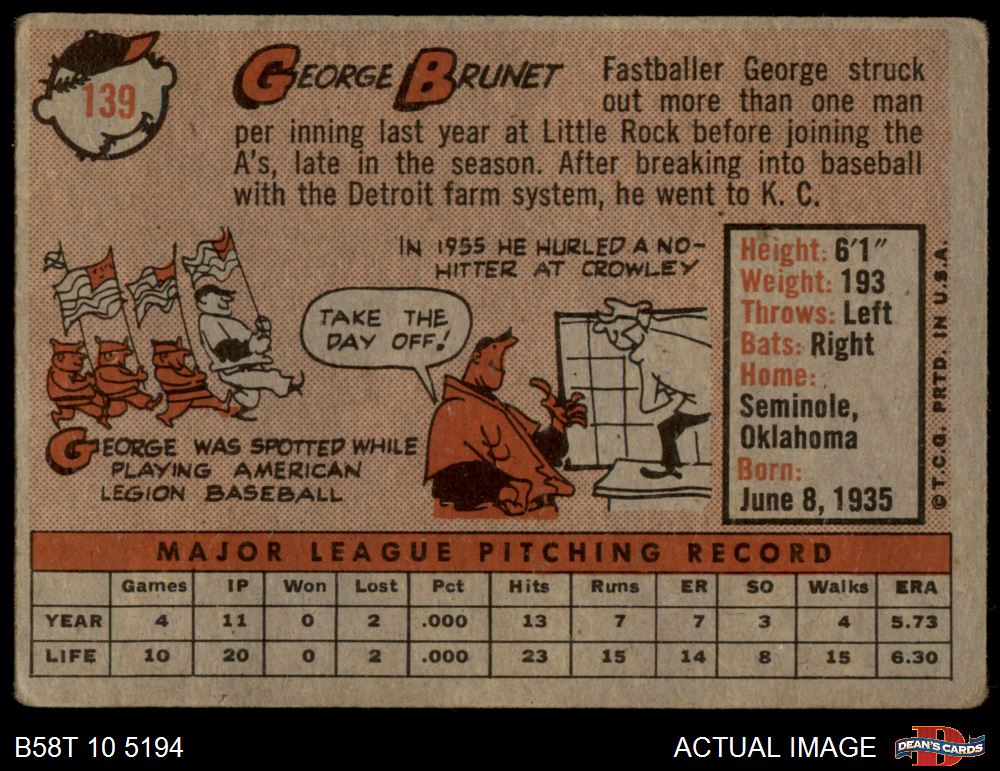 139
GEORGE BRUNET
Fastballer George struck
out more than one man
per inning last year at Little Rock before joining the
A's, late in the season. After breaking into baseball
with the Detroit farm system, he went to K. C.
IN 1955 HE HURLED A NO-
HITTER AT CROWLEY
TAKE THE
DAY OFF!
GEORGE WAS SPOTTED WHILE
PLAYING AMERICAN
LEGION BASEBALL
Height: 6'1"
Weight: 193
Throws: Left
Bats: Right
Home:
Seminole,
Oklahoma
Born:
June 8, 1935
© T.C.G. PRTD. IN U.S.A.
MAJOR LEAGUE PITCHING RECORD
Games IP Won Lost Pct Hits Runs ER SO Walks ERA
YEAR 4 11 0 2 .000 13 7 7 3 4 5.73
LIFE 10 20 0 2 .000 23 15 14 8 15 6.30
B58T 10 5194
ACTUAL IMAGE
DEAN'S CARDS